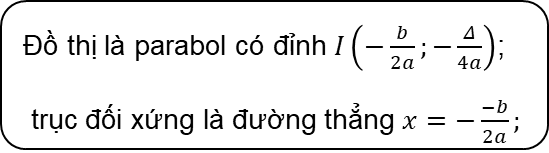 Đồ thị là parabol có đỉnh I (−b/2a ; −Δ/4a);
trục đối xứng là đường thẳng x = −−b/2a;